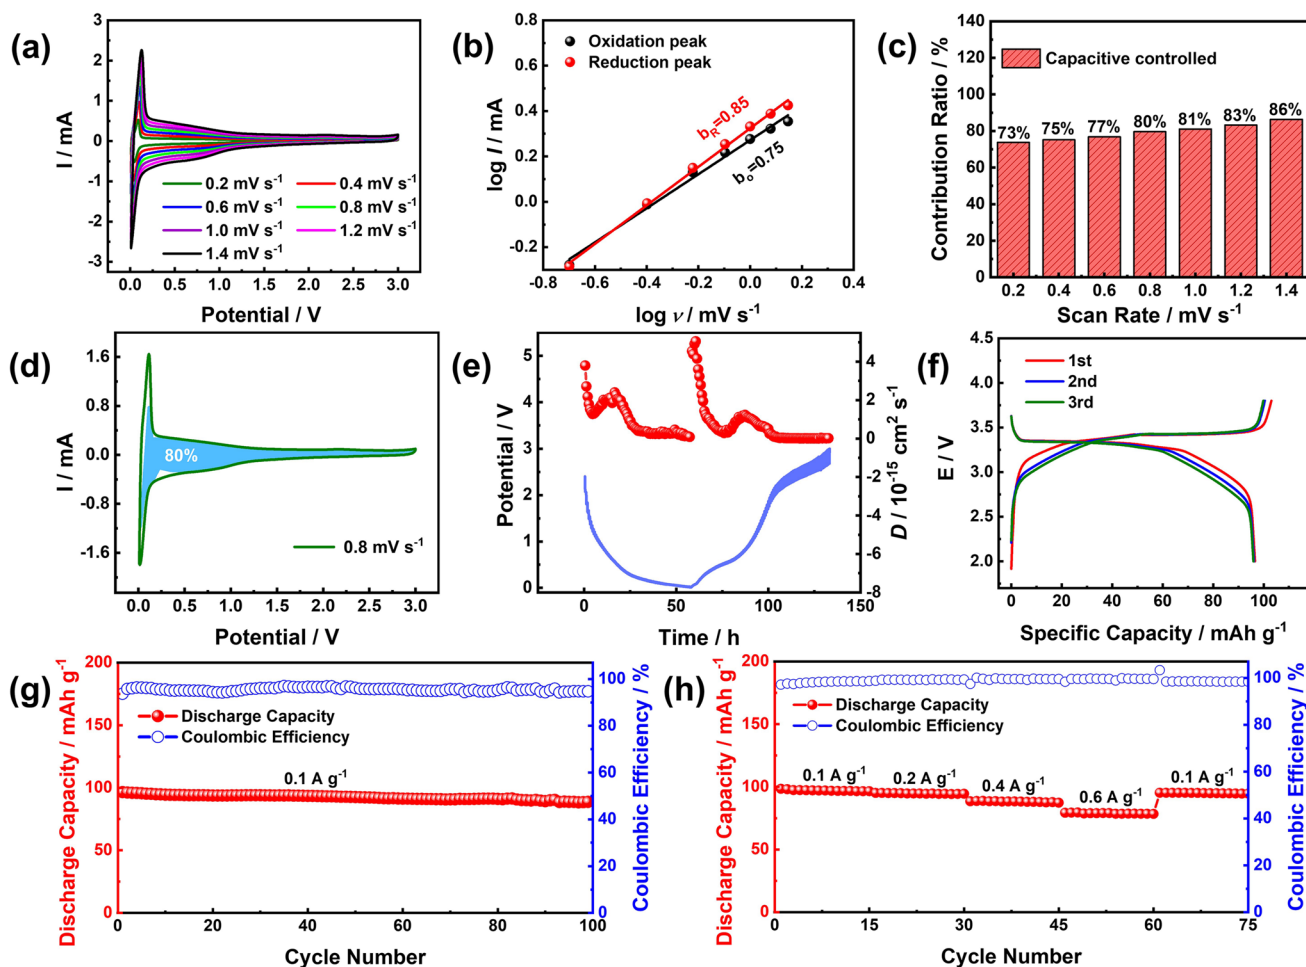 (a)
3
2
1
0
-1
-2
-3
I / mA
0.2 mV s⁻¹
0.4 mV s⁻¹
0.6 mV s⁻¹
0.8 mV s⁻¹
1.0 mV s⁻¹
1.2 mV s⁻¹
1.4 mV s⁻¹
0.0 0.5 1.0 1.5 2.0 2.5 3.0
Potential / V
(b)
0.8
0.4
0.0
-0.4
log I / mA
Oxidation peak
Reduction peak
b_R=0.85
b_o=0.75
-0.8 -0.6 -0.4 -0.2 0.0 0.2 0.4
log ν / mV s⁻¹
(c)
140
120
100
80
60
40
20
0
Contribution Ratio / %
Capacitive controlled
73% 75% 77% 80% 81% 83% 86%
0.2 0.4 0.6 0.8 1.0 1.2 1.4
Scan Rate / mV s⁻¹
(d)
1.6
0.8
0.0
-0.8
-1.6
I / mA
80%
0.8 mV s⁻¹
0.0 0.5 1.0 1.5 2.0 2.5 3.0
Potential / V
(e)
5
4
3
2
1
0
Potential / V
4
2
0
-2
-4
-6
-8
D / 10⁻¹⁵ cm² s⁻¹
0 50 100 150
Time / h
(f)
4.5
4.0
3.5
3.0
2.5
2.0
E / V
1st
2nd
3rd
0 20 40 60 80 100
Specific Capacity / mAh g⁻¹
(g)
200
150
100
50
0
Discharge Capacity / mAh g⁻¹
Discharge Capacity
Coulombic Efficiency
0.1 A g⁻¹
100
80
60
40
20
0
Coulombic Efficiency / %
0 20 40 60 80 100
Cycle Number
(h)
200
150
100
50
0
Discharge Capacity / mAh g⁻¹
Discharge Capacity
Coulombic Efficiency
0.1 A g⁻¹ 0.2 A g⁻¹ 0.4 A g⁻¹ 0.6 A g⁻¹ 0.1 A g⁻¹
100
80
60
40
20
0
Coulombic Efficiency / %
0 15 30 45 60 75
Cycle Number